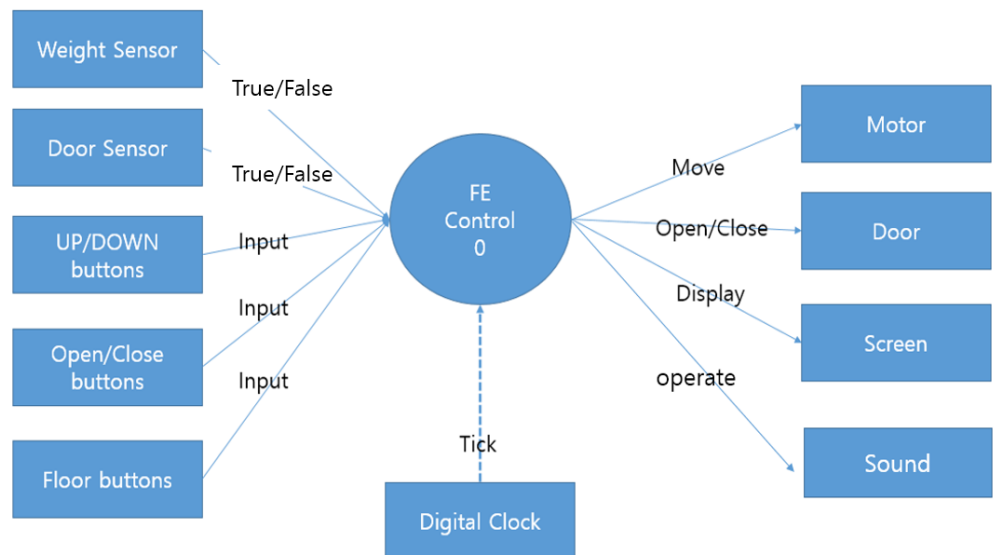 Weight Sensor
True/False
Door Sensor
True/False
UP/DOWN
buttons
Input
Open/Close
buttons
Input
Floor buttons
Input
FE
Control
0
Tick
Digital Clock
Move
Motor
Open/Close
Door
Display
Screen
operate
Sound